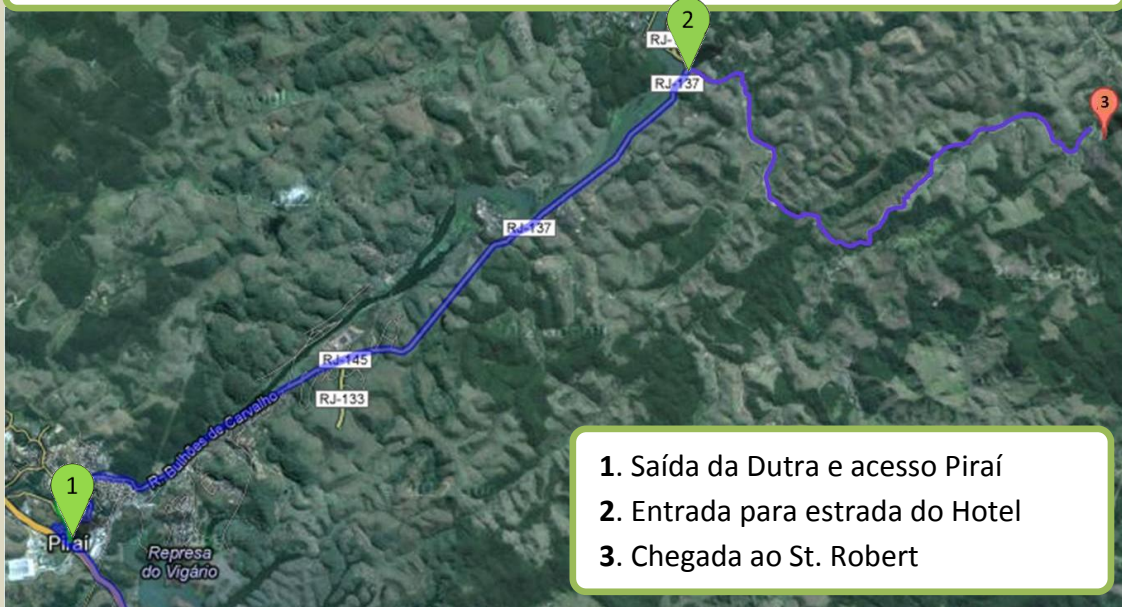 2
RJ-
RJ-137
3
RJ-137
RJ-145
RJ-133
R. Bulhões de Carvalho
1
Piraí
Represa
do Vigário
1. Saída da Dutra e acesso Piraí
2. Entrada para estrada do Hotel
3. Chegada ao St. Robert